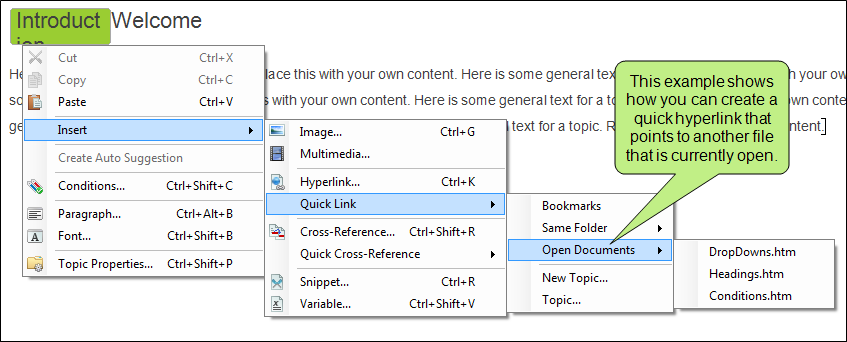 Introduct Welcome
Cut Ctrl+X
Copy Ctrl+C
Paste Ctrl+V
Insert
Create Auto Suggestion
Conditions... Ctrl+Shift+C
Paragraph... Ctrl+Alt+B
Font... Ctrl+Shift+B
Topic Properties... Ctrl+Shift+P
He
so
ge
lace this with your own content. Here is some general tex
s with your own content. Here is some general text for a to
al text for a topic. R
with your ow
own conte
ntent.
Image... Ctrl+G
Multimedia...
Hyperlink... Ctrl+K
Quick Link
Cross-Reference... Ctrl+Shift+R
Quick Cross-Reference
Snippet... Ctrl+R
Variable... Ctrl+Shift+V
Bookmarks
Same Folder
Open Documents
New Topic...
Topic...
DropDowns.htm
Headings.htm
Conditions.htm
This example shows
how you can create a
quick hyperlink that
points to another file
that is currently open.